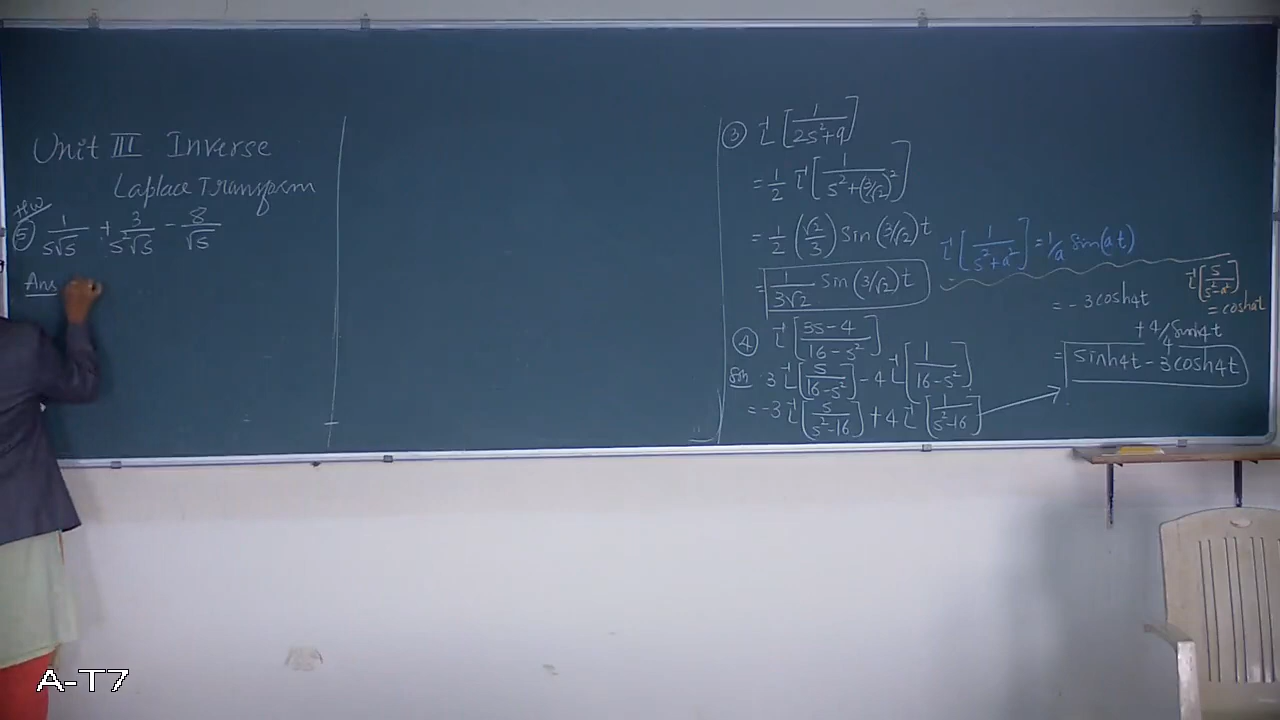 Unit III Inverse
Laplace Transform
HW
⑤ 1/(s√s) + 3/(s²√s) − 8/√s
Ans
③ L⁻¹[1/(2s²+9)]
= 1/2 L⁻¹[1/(s²+(3/√2)²)]
= 1/2 (√2/3) Sin (3/√2) t
= 1/(3√2) Sin (3/√2) t
L⁻¹[1/(s²+a²)] = 1/a Sin(at)
④ L⁻¹[(3s−4)/(16−s²)]
Soln 3 L⁻¹[s/(16−s²)] − 4 L⁻¹[1/(16−s²)]
= −3 L⁻¹[s/(s²−16)] + 4 L⁻¹[1/(s²−16)]
L⁻¹[s/(s²−a²)]
= coshat
= −3cosh4t
+ 4/4 Sinh4t
= sinh4t − 3cosh4t
A-T7